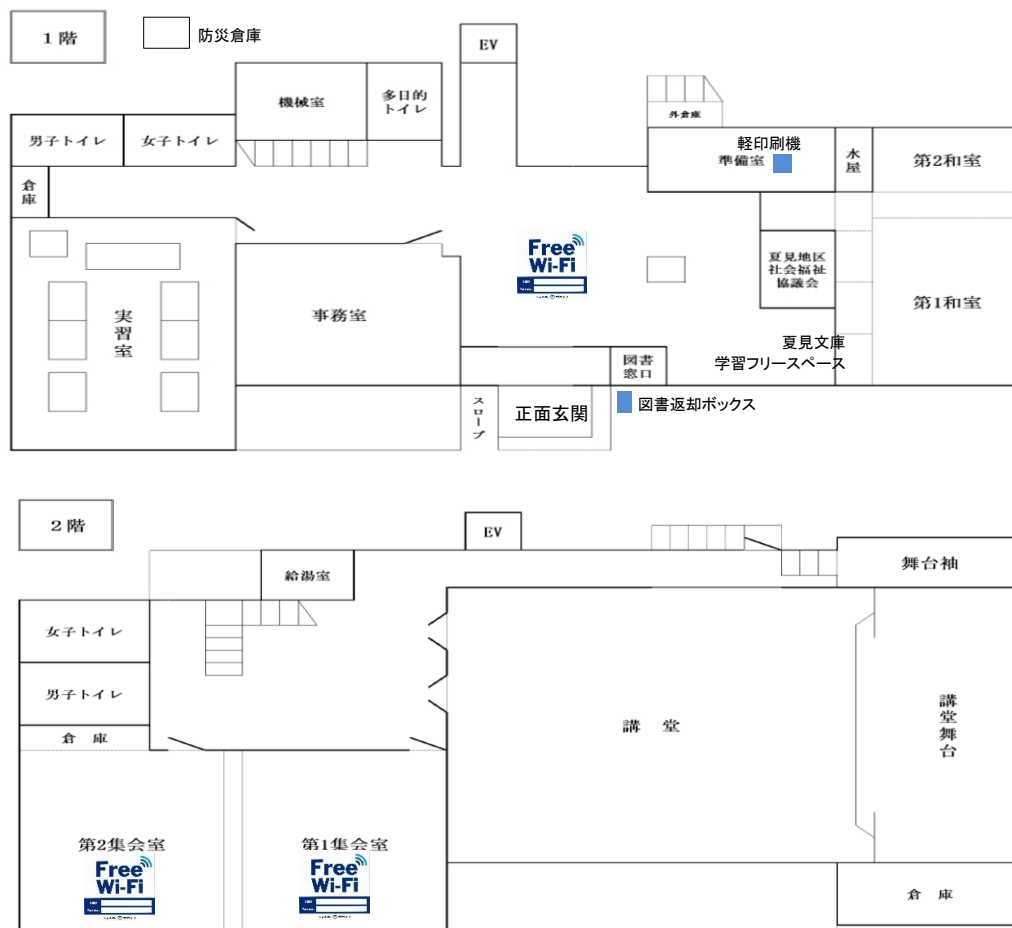 1階
防災倉庫
EV
機械室
多目的
トイレ
外倉庫
男子トイレ
女子トイレ
軽印刷機
準備室
水屋
第2和室
倉庫
Free
Wi-Fi
夏見地区
社会福祉
協議会
第1和室
実習室
事務室
夏見文庫
学習フリースペース
図書
窓口
スロープ
正面玄関
図書返却ボックス
2階
EV
給湯室
舞台袖
女子トイレ
男子トイレ
倉庫
講堂
講堂舞台
第2集会室
Free
Wi-Fi
第1集会室
Free
Wi-Fi
倉庫